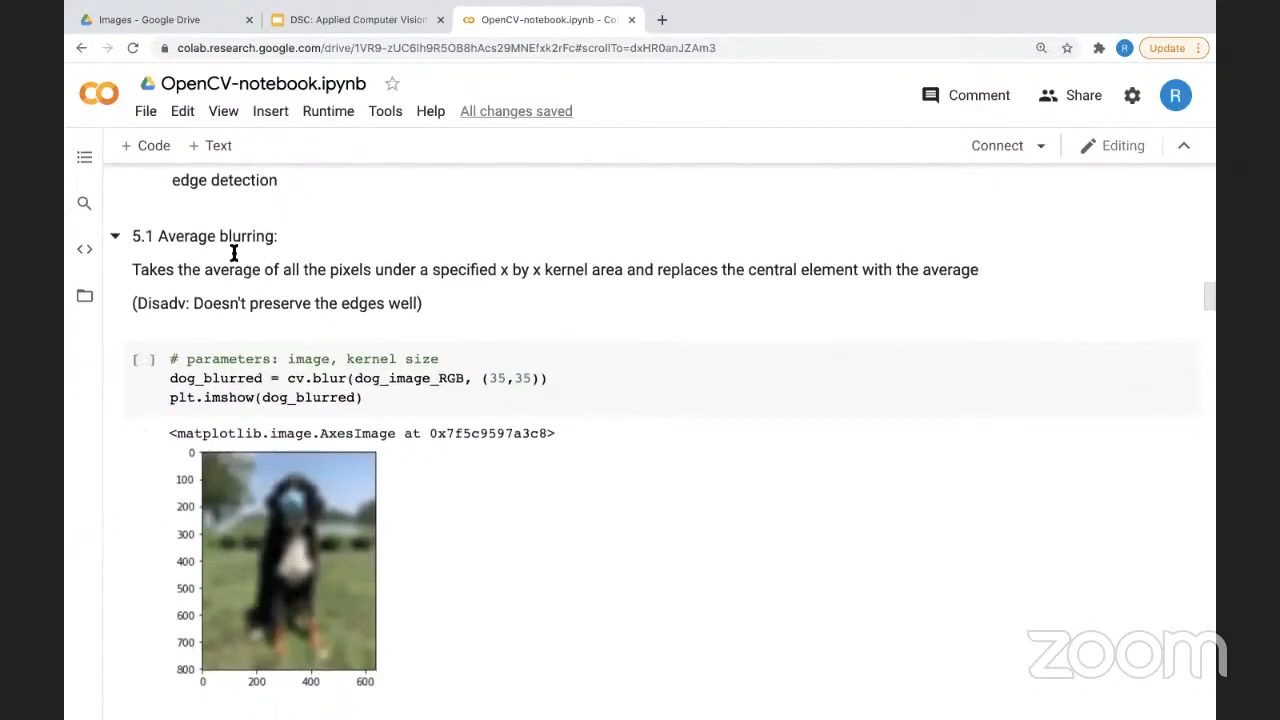 Images - Google Drive
DSC: Applied Computer Vision
OpenCV-notebook.ipynb - Col
colab.research.google.com/drive/1VR9-zUC6lh9R5OB8hAcs29MNEfxk2rFc#scrollTo=dxHR0anJZAm3
R
Update
OpenCV-notebook.ipynb
Comment
Share
R
File Edit View Insert Runtime Tools Help All changes saved
+ Code + Text
Connect
Editing
edge detection
5.1 Average blurring:
Takes the average of all the pixels under a specified x by x kernel area and replaces the central element with the average
(Disadv: Doesn't preserve the edges well)
[ ] # parameters: image, kernel size
dog_blurred = cv.blur(dog_image_RGB, (35,35))
plt.imshow(dog_blurred)
<matplotlib.image.AxesImage at 0x7f5c9597a3c8>
0
100
200
300
400
500
600
700
800
0 200 400 600
zoom